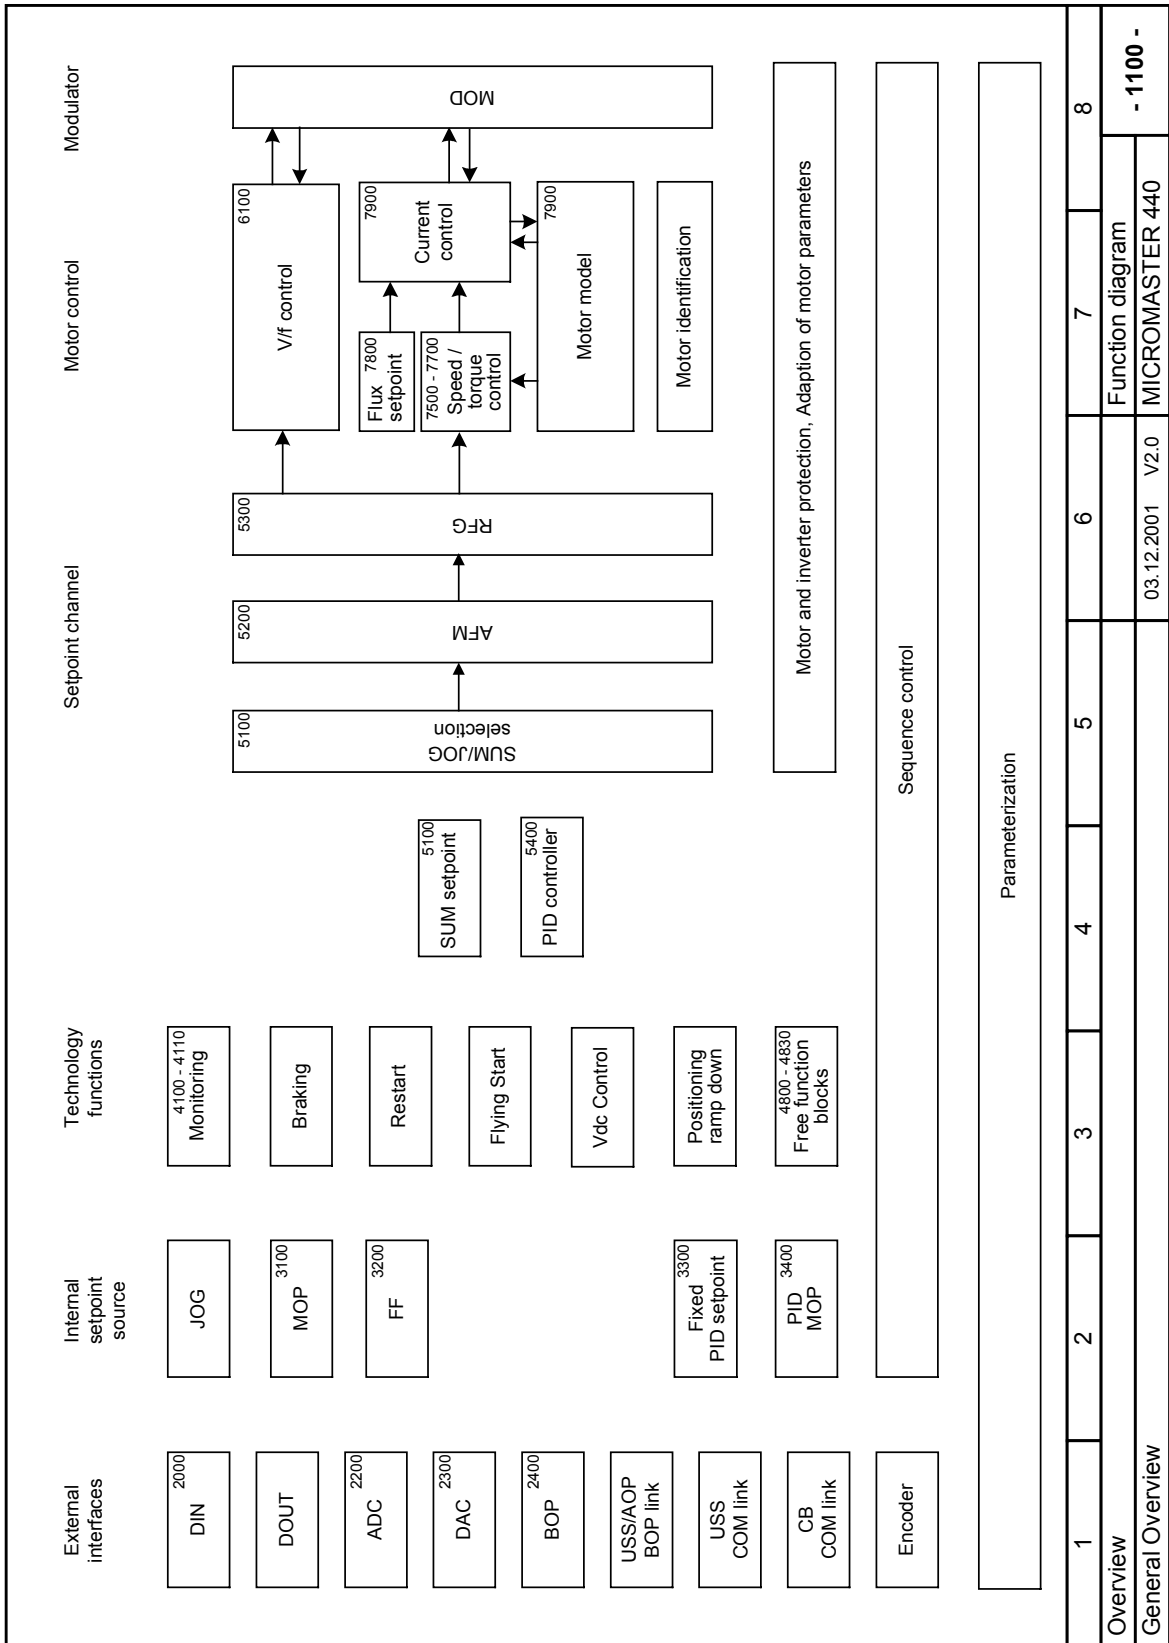 External
interfaces
Internal
setpoint
source
Technology
functions
Setpoint channel
Motor control
Modulator
2000
DIN
DOUT
2200
ADC
2300
DAC
2400
BOP
USS/AOP
BOP link
USS
COM link
CB
COM link
Encoder
JOG
3100
MOP
3200
FF
3300
Fixed
PID setpoint
3400
PID
MOP
4100 - 4110
Monitoring
Braking
Restart
Flying Start
Vdc Control
Positioning
ramp down
4800 - 4830
Free function
blocks
5100
SUM setpoint
5400
PID controller
5100
SUM/JOG
selection
5200
AFM
5300
RFG
6100
V/f control
7800
Flux
setpoint
7500 - 7700
Speed /
torque
control
7900
Current
control
7900
Motor model
Motor identification
MOD
Motor and inverter protection, Adaption of motor parameters
Sequence control
Parameterization
1
2
3
4
5
6
7
8
Overview
Function diagram
- 1100 -
General Overview
03.12.2001
V2.0
MICROMASTER 440